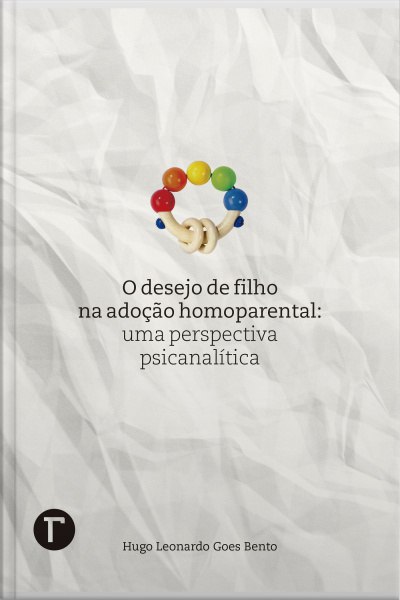 O desejo de filho
na adoção homoparental:
uma perspectiva
psicanalítica
T
Hugo Leonardo Goes Bento